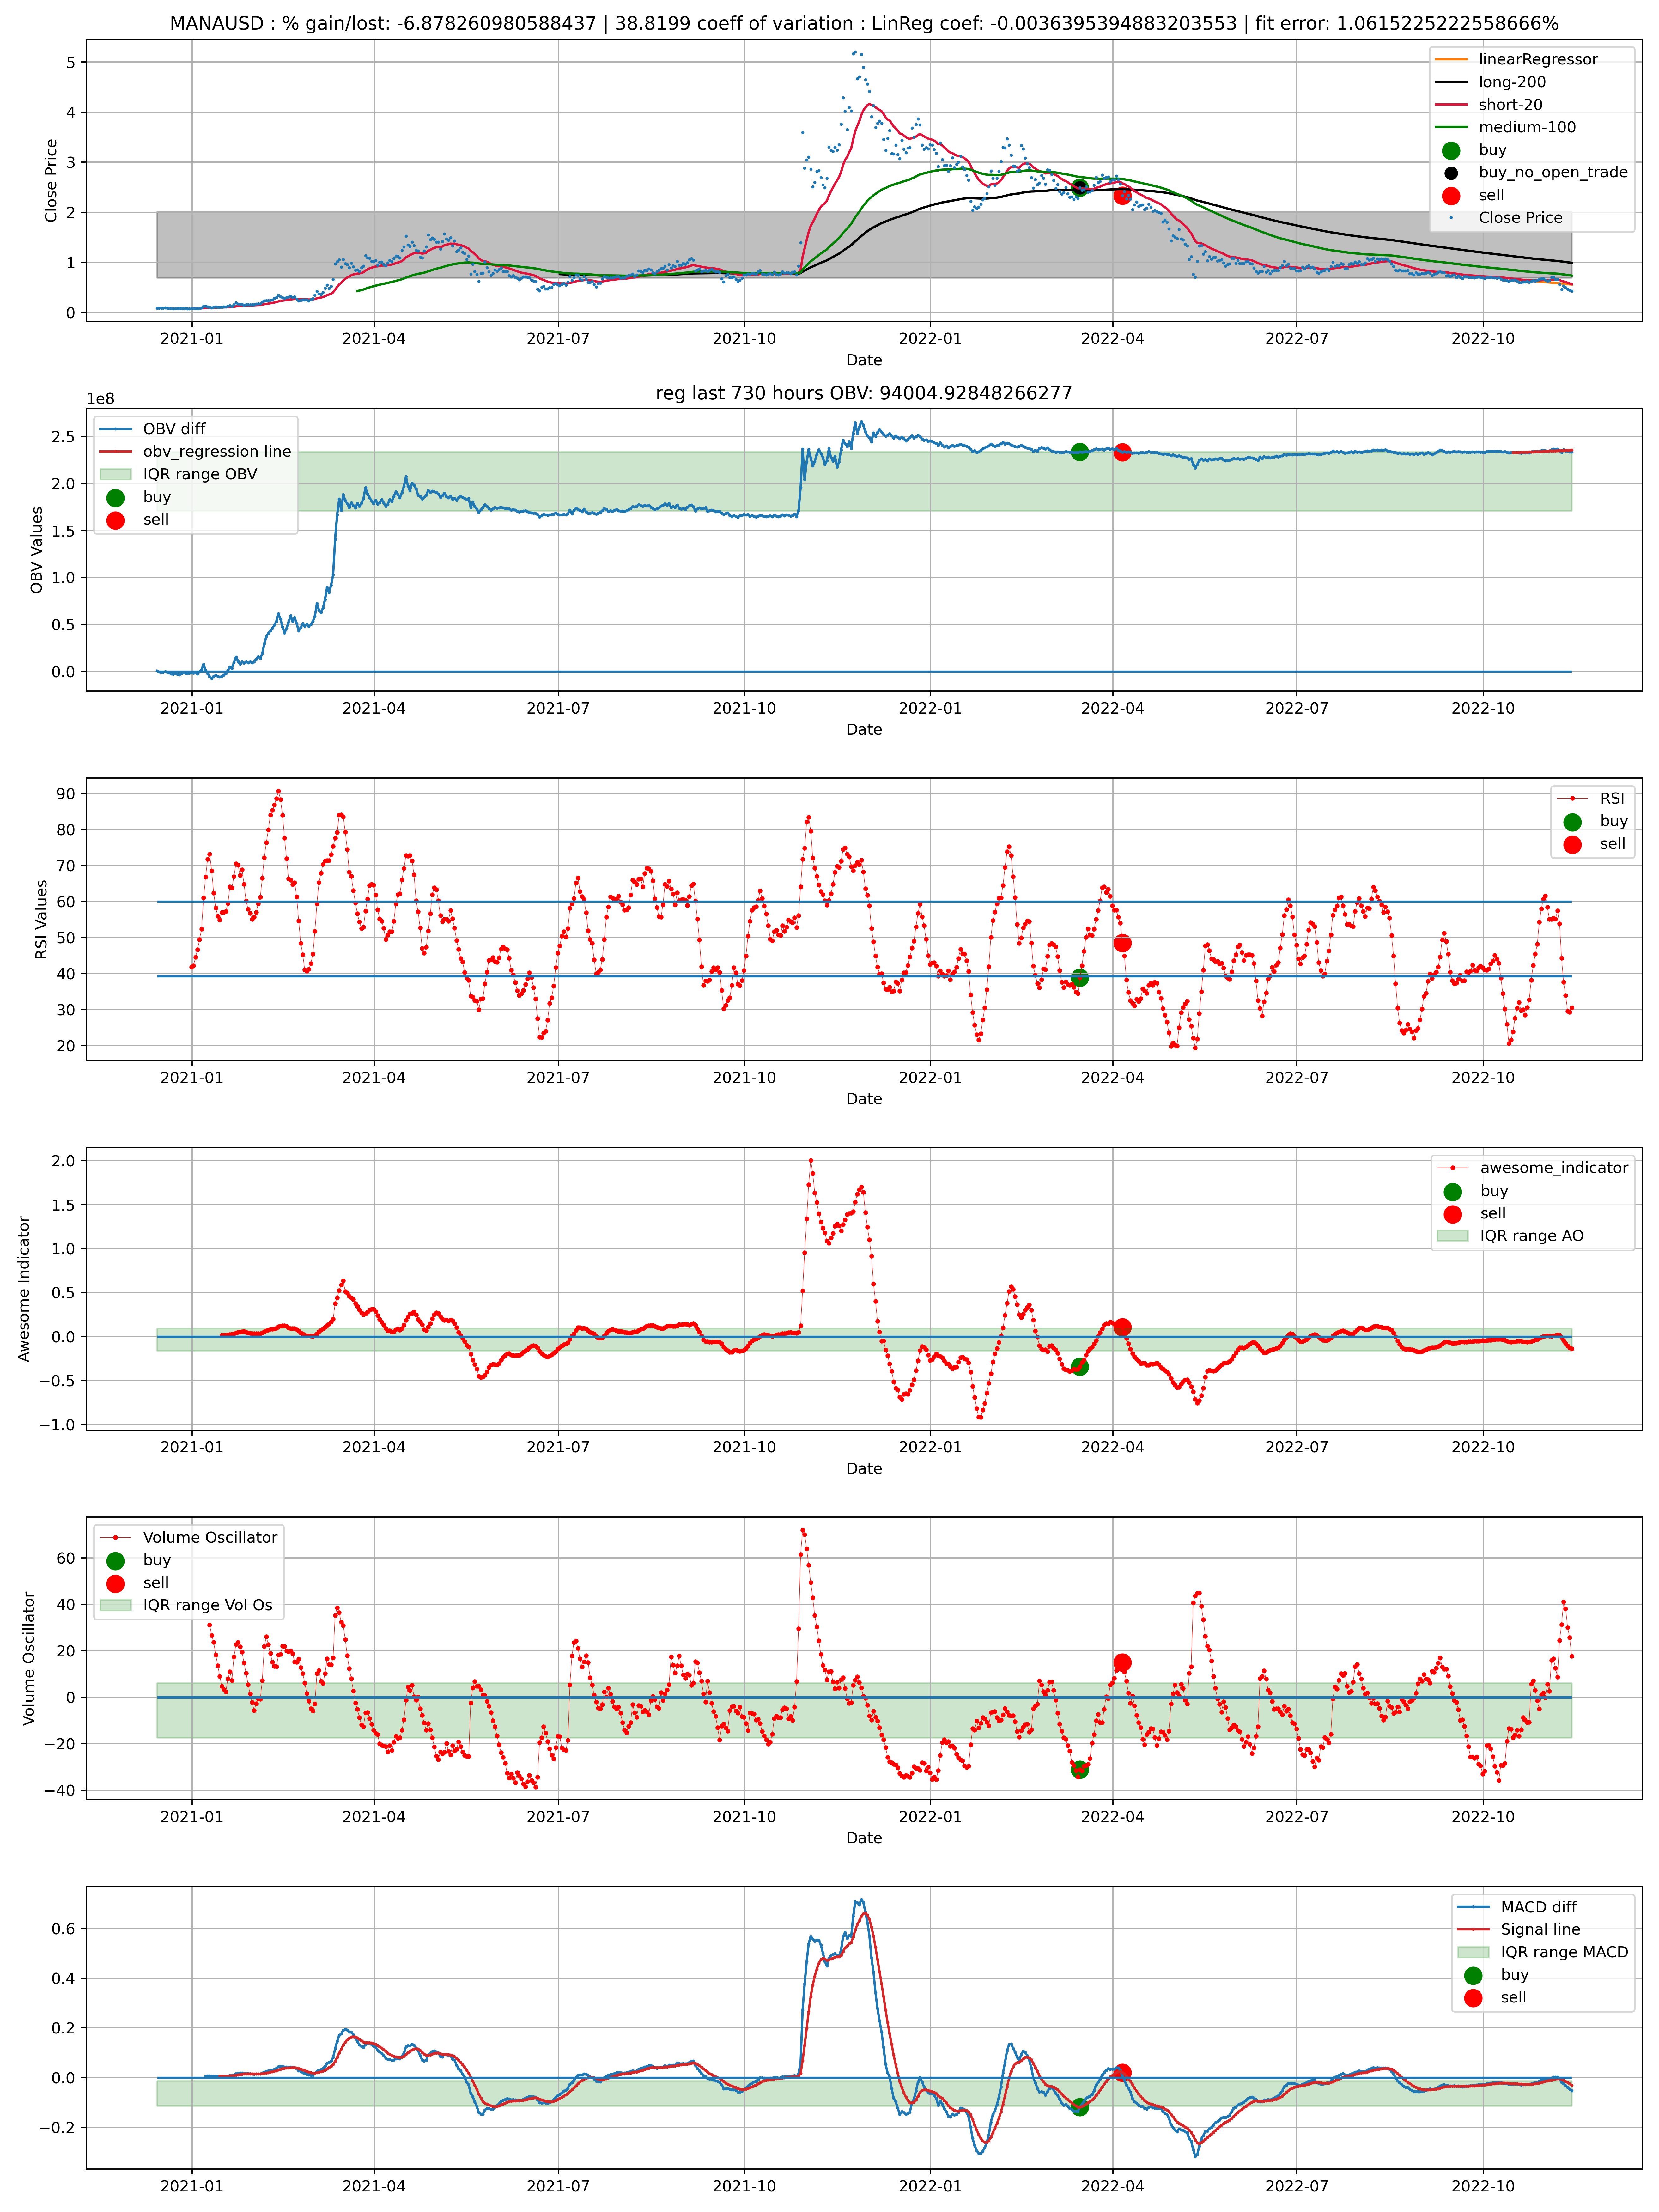 MANAUSD : % gain/lost: -6.878260980588437 | 38.8199 coeff of variation : LinReg coef: -0.0036395394883203553 | fit error: 1.0615225222558666%
5
4
3
2
1
0
Close Price
linearRegressor
long-200
short-20
medium-100
buy
buy_no_open_trade
sell
Close Price
2021-01 2021-04 2021-07 2021-10 2022-01 2022-04 2022-07 2022-10
Date
reg last 730 hours OBV: 94004.92848266277
1e8
2.5
2.0
1.5
1.0
0.5
0.0
OBV Values
OBV diff
obv_regression line
IQR range OBV
buy
sell
2021-01 2021-04 2021-07 2021-10 2022-01 2022-04 2022-07 2022-10
Date
90
80
70
60
50
40
30
20
RSI Values
RSI
buy
sell
2021-01 2021-04 2021-07 2021-10 2022-01 2022-04 2022-07 2022-10
Date
2.0
1.5
1.0
0.5
0.0
−0.5
−1.0
Awesome Indicator
awesome_indicator
buy
sell
IQR range AO
2021-01 2021-04 2021-07 2021-10 2022-01 2022-04 2022-07 2022-10
Date
60
40
20
0
−20
−40
Volume Oscillator
Volume Oscillator
buy
sell
IQR range Vol Os
2021-01 2021-04 2021-07 2021-10 2022-01 2022-04 2022-07 2022-10
Date
0.6
0.4
0.2
0.0
−0.2
MACD diff
Signal line
IQR range MACD
buy
sell
2021-01 2021-04 2021-07 2021-10 2022-01 2022-04 2022-07 2022-10